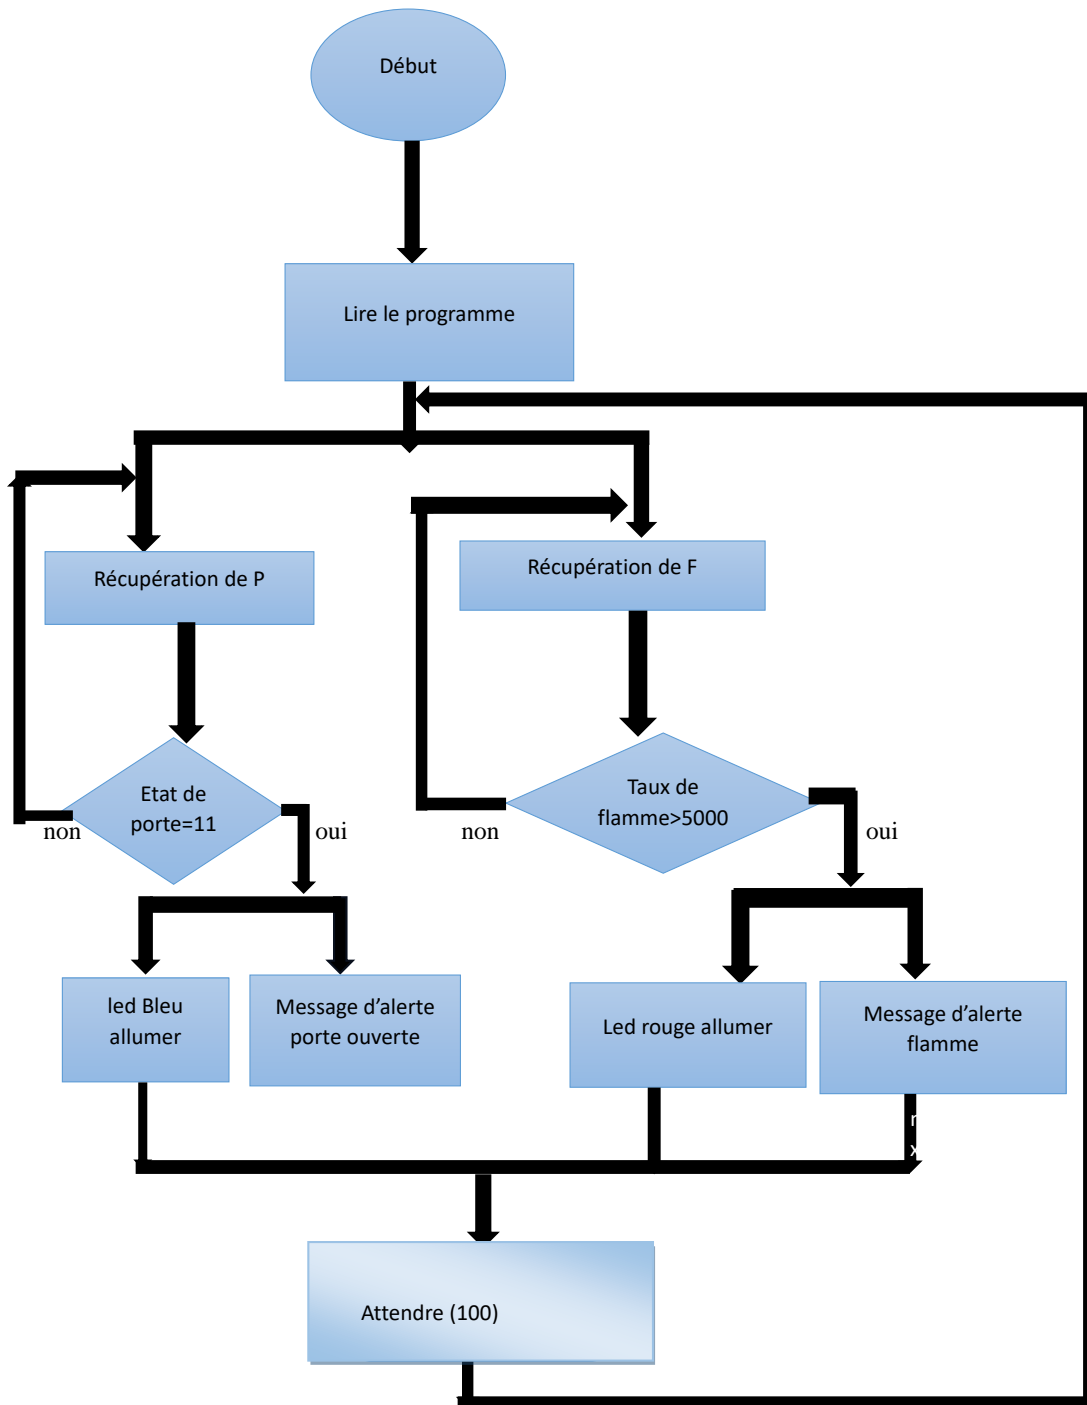 Début
Lire le programme
Récupération de P
Récupération de F
Etat de
porte=11
non
oui
Taux de
flamme>5000
non
oui
led Bleu
allumer
Message d’alerte
porte ouverte
Led rouge allumer
Message d’alerte
flamme
Attendre (100)